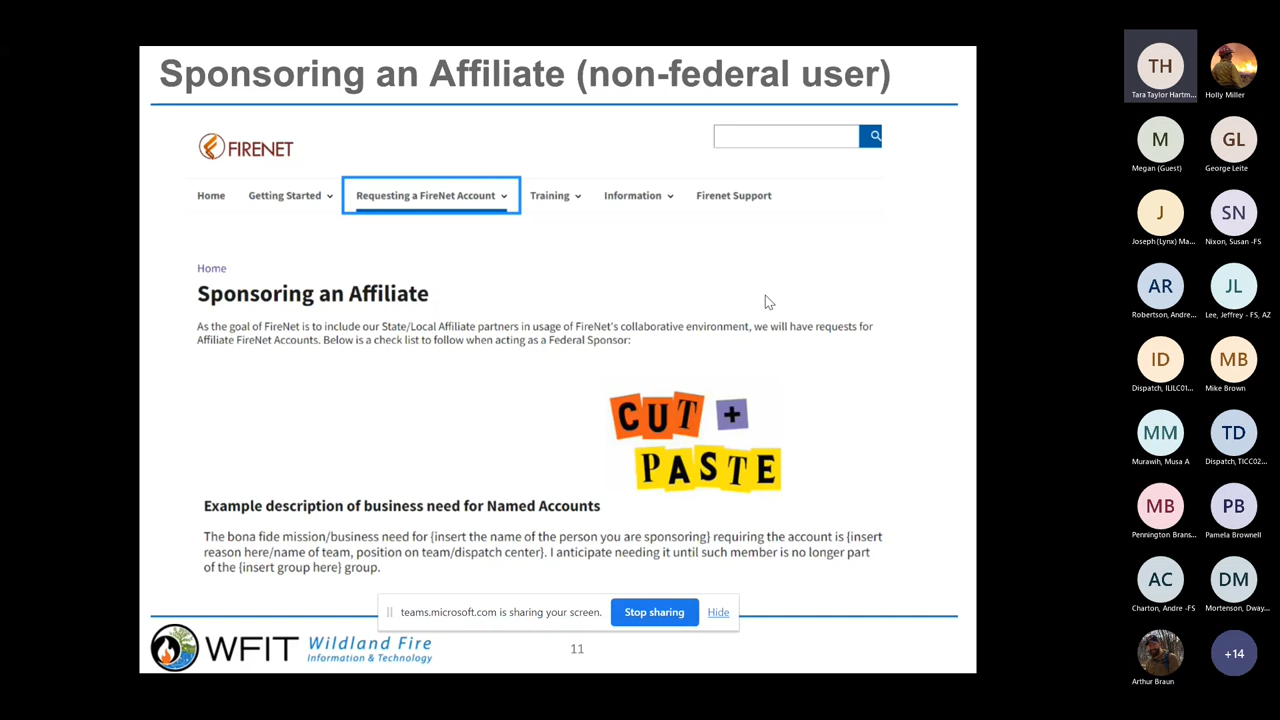 Sponsoring an Affiliate (non-federal user)
FIRENET
Home Getting Started Requesting a FireNet Account Training Information Firenet Support
Home
Sponsoring an Affiliate
As the goal of FireNet is to include our State/Local Affiliate partners in usage of FireNet's collaborative environment, we will have requests for
Affiliate FireNet Accounts. Below is a check list to follow when acting as a Federal Sponsor:
CUT +
PASTE
Example description of business need for Named Accounts
The bona fide mission/business need for {insert the name of the person you are sponsoring} requiring the account is {insert
reason here/name of team, position on team/dispatch center}. I anticipate needing it until such member is no longer part
of the {insert group here} group.
teams.microsoft.com is sharing your screen. Stop sharing Hide
WFIT Wildland Fire
Information & Technology
11
TH
Tara Taylor Hartm... Holly Miller
M GL
Megan (Guest) George Leite
J SN
Joseph (Lynx) Ma... Nixon, Susan -FS
AR JL
Robertson, Andre... Lee, Jeffrey - FS, AZ
ID MB
Dispatch, ILILC01... Mike Brown
MM TD
Murawih, Musa A Dispatch, TICC02...
MB PB
Pennington Brans... Pamela Brownell
AC DM
Charton, Andre -FS Mortenson, Dway...
+14
Arthur Braun